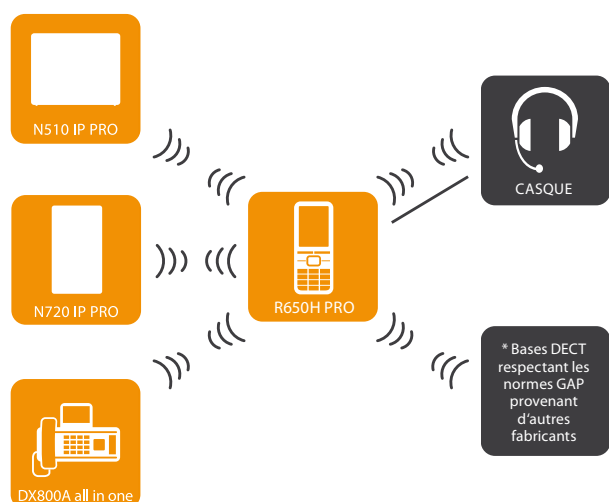 N510 IP PRO
CASQUE
N720 IP PRO
R650H PRO
* Bases DECT
respectant les
normes GAP
provenant
d‘autres
fabricants
DX800A all in one